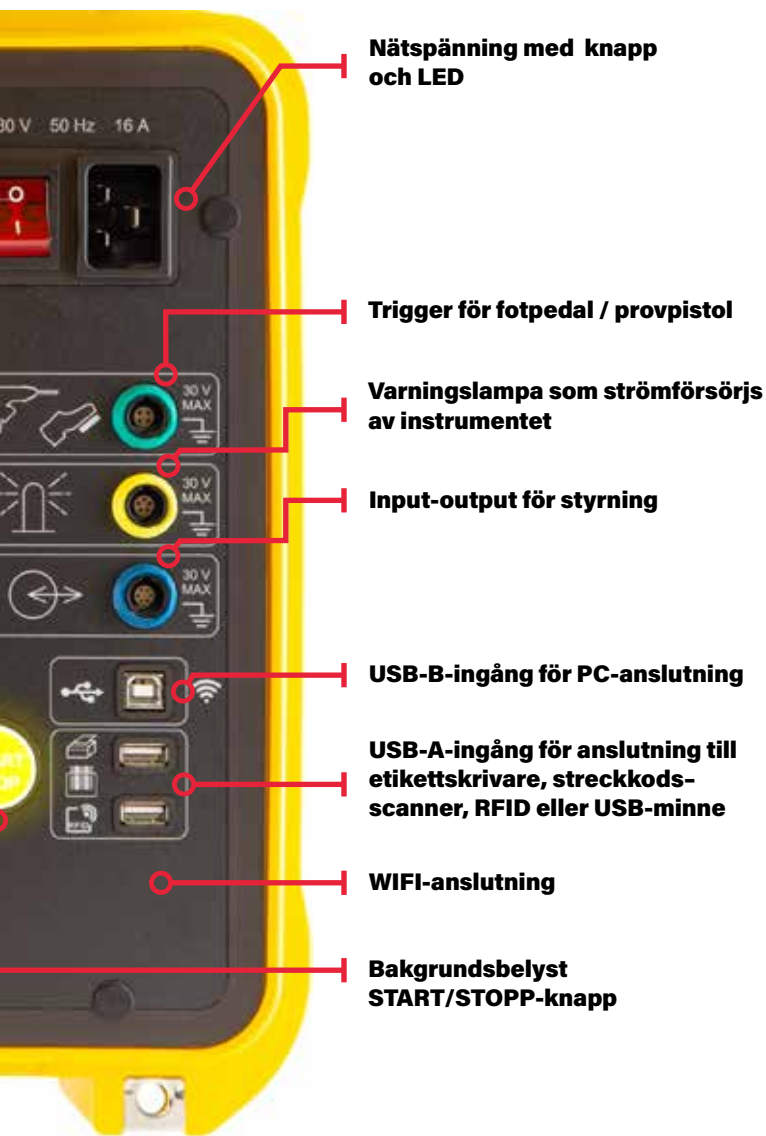 Nätspänning med knapp
och LED
50 Hz 16 A
O
I
Trigger för fotpedal / provpistol
30 V
MAX
Varningslampa som strömförsörjs
av instrumentet
30 V
MAX
Input-output för styrning
30 V
MAX
USB-B-ingång för PC-anslutning
USB-A-ingång för anslutning till
etikettskrivare, streckkods-
scanner, RFID eller USB-minne
RFID
WIFI-anslutning
Bakgrundsbelyst
START/STOPP-knapp